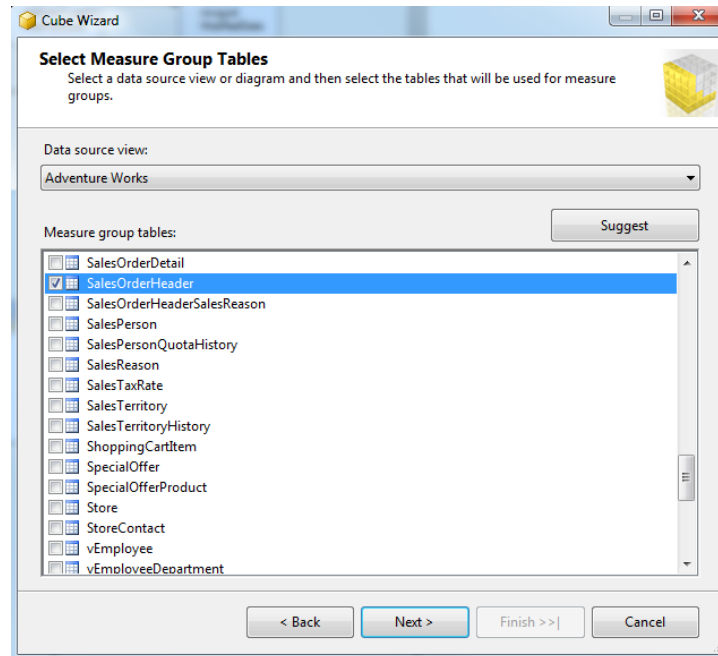 Cube Wizard
Select Measure Group Tables
Select a data source view or diagram and then select the tables that will be used for measure
groups.
Data source view:
Adventure Works
Measure group tables:
Suggest
SalesOrderDetail
SalesOrderHeader
SalesOrderHeaderSalesReason
SalesPerson
SalesPersonQuotaHistory
SalesReason
SalesTaxRate
SalesTerritory
SalesTerritoryHistory
ShoppingCartItem
SpecialOffer
SpecialOfferProduct
Store
StoreContact
vEmployee
vEmployeeDepartment
< Back
Next >
Finish >>|
Cancel